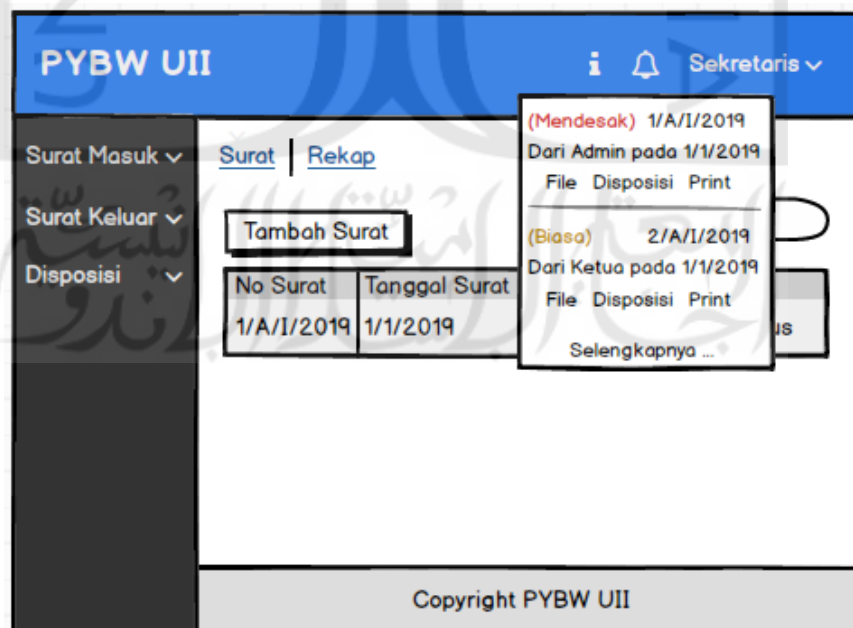 PYBW UII
i Sekretaris
Surat Masuk
Surat Keluar
Disposisi
Surat Rekap
Tambah Surat
No Surat Tanggal Surat
1/A/I/2019 1/1/2019
(Mendesak) 1/A/I/2019
Dari Admin pada 1/1/2019
File Disposisi Print
(Biasa) 2/A/I/2019
Dari Ketua pada 1/1/2019
File Disposisi Print
Selengkapnya ...
Copyright PYBW UII